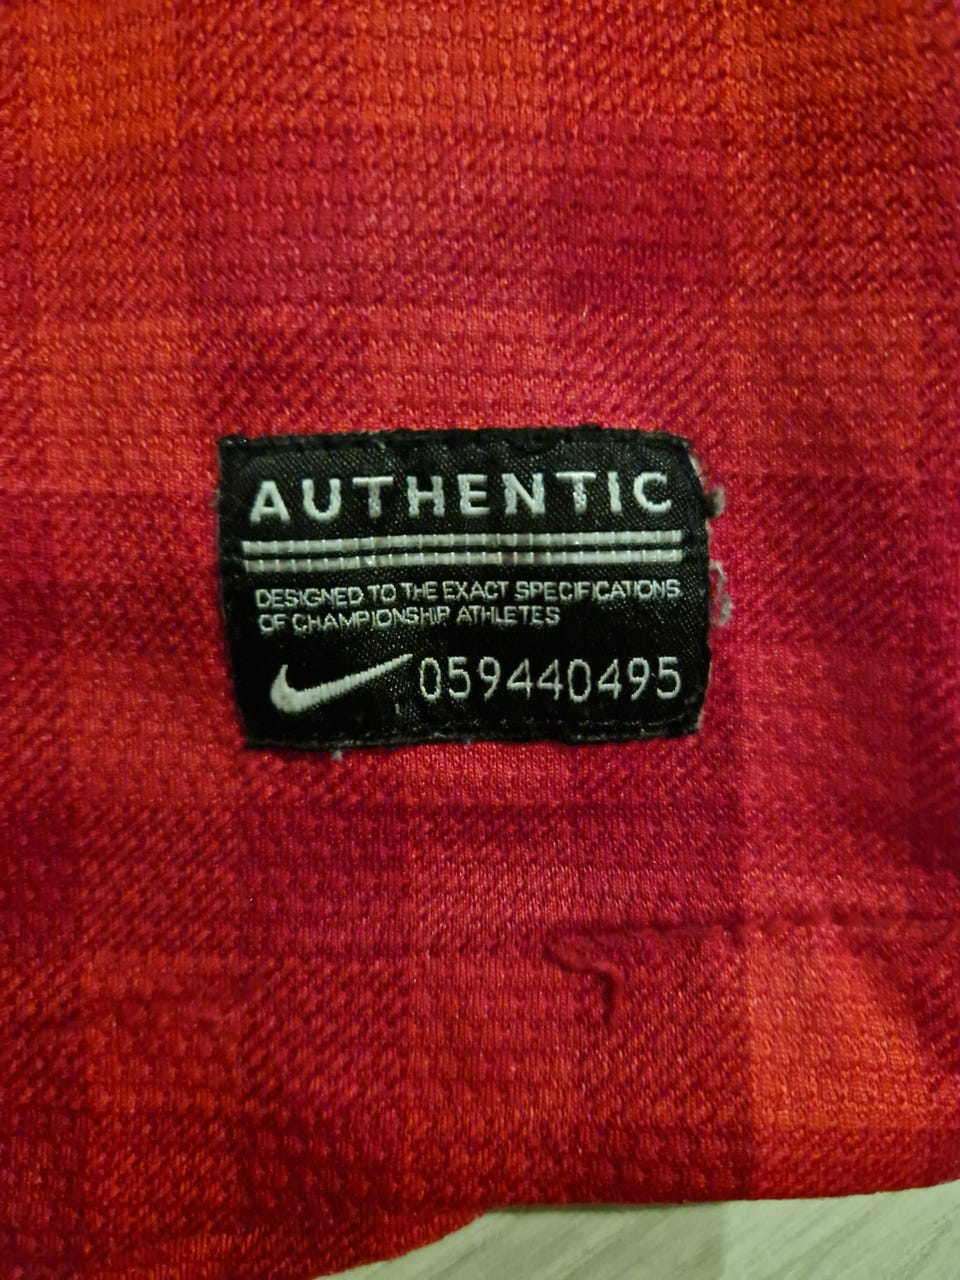 AUTHENTIC
DESIGNED TO THE EXACT SPECIFICATIONS
OF CHAMPIONSHIP ATHLETES
059440495